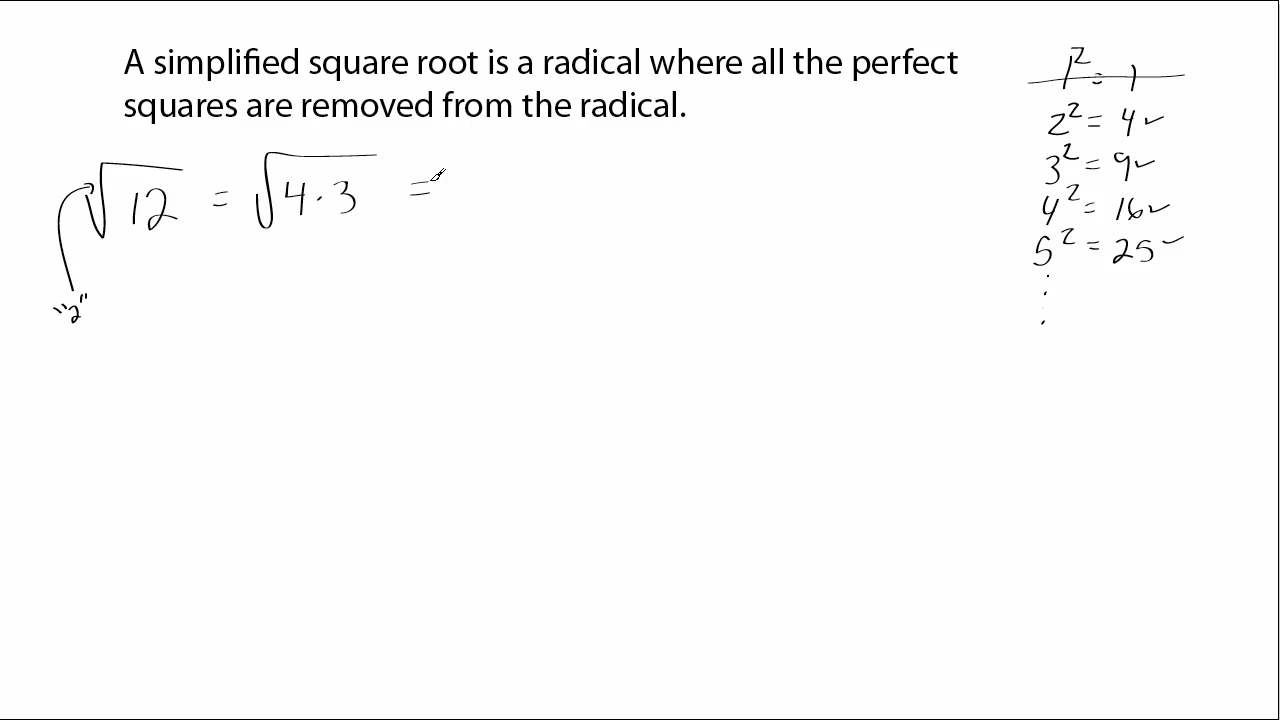 A simplified square root is a radical where all the perfect
squares are removed from the radical.
√12 = √4·3 =
"2"
1² = 1
2² = 4✓
3² = 9✓
4² = 16✓
5² = 25✓
⋮